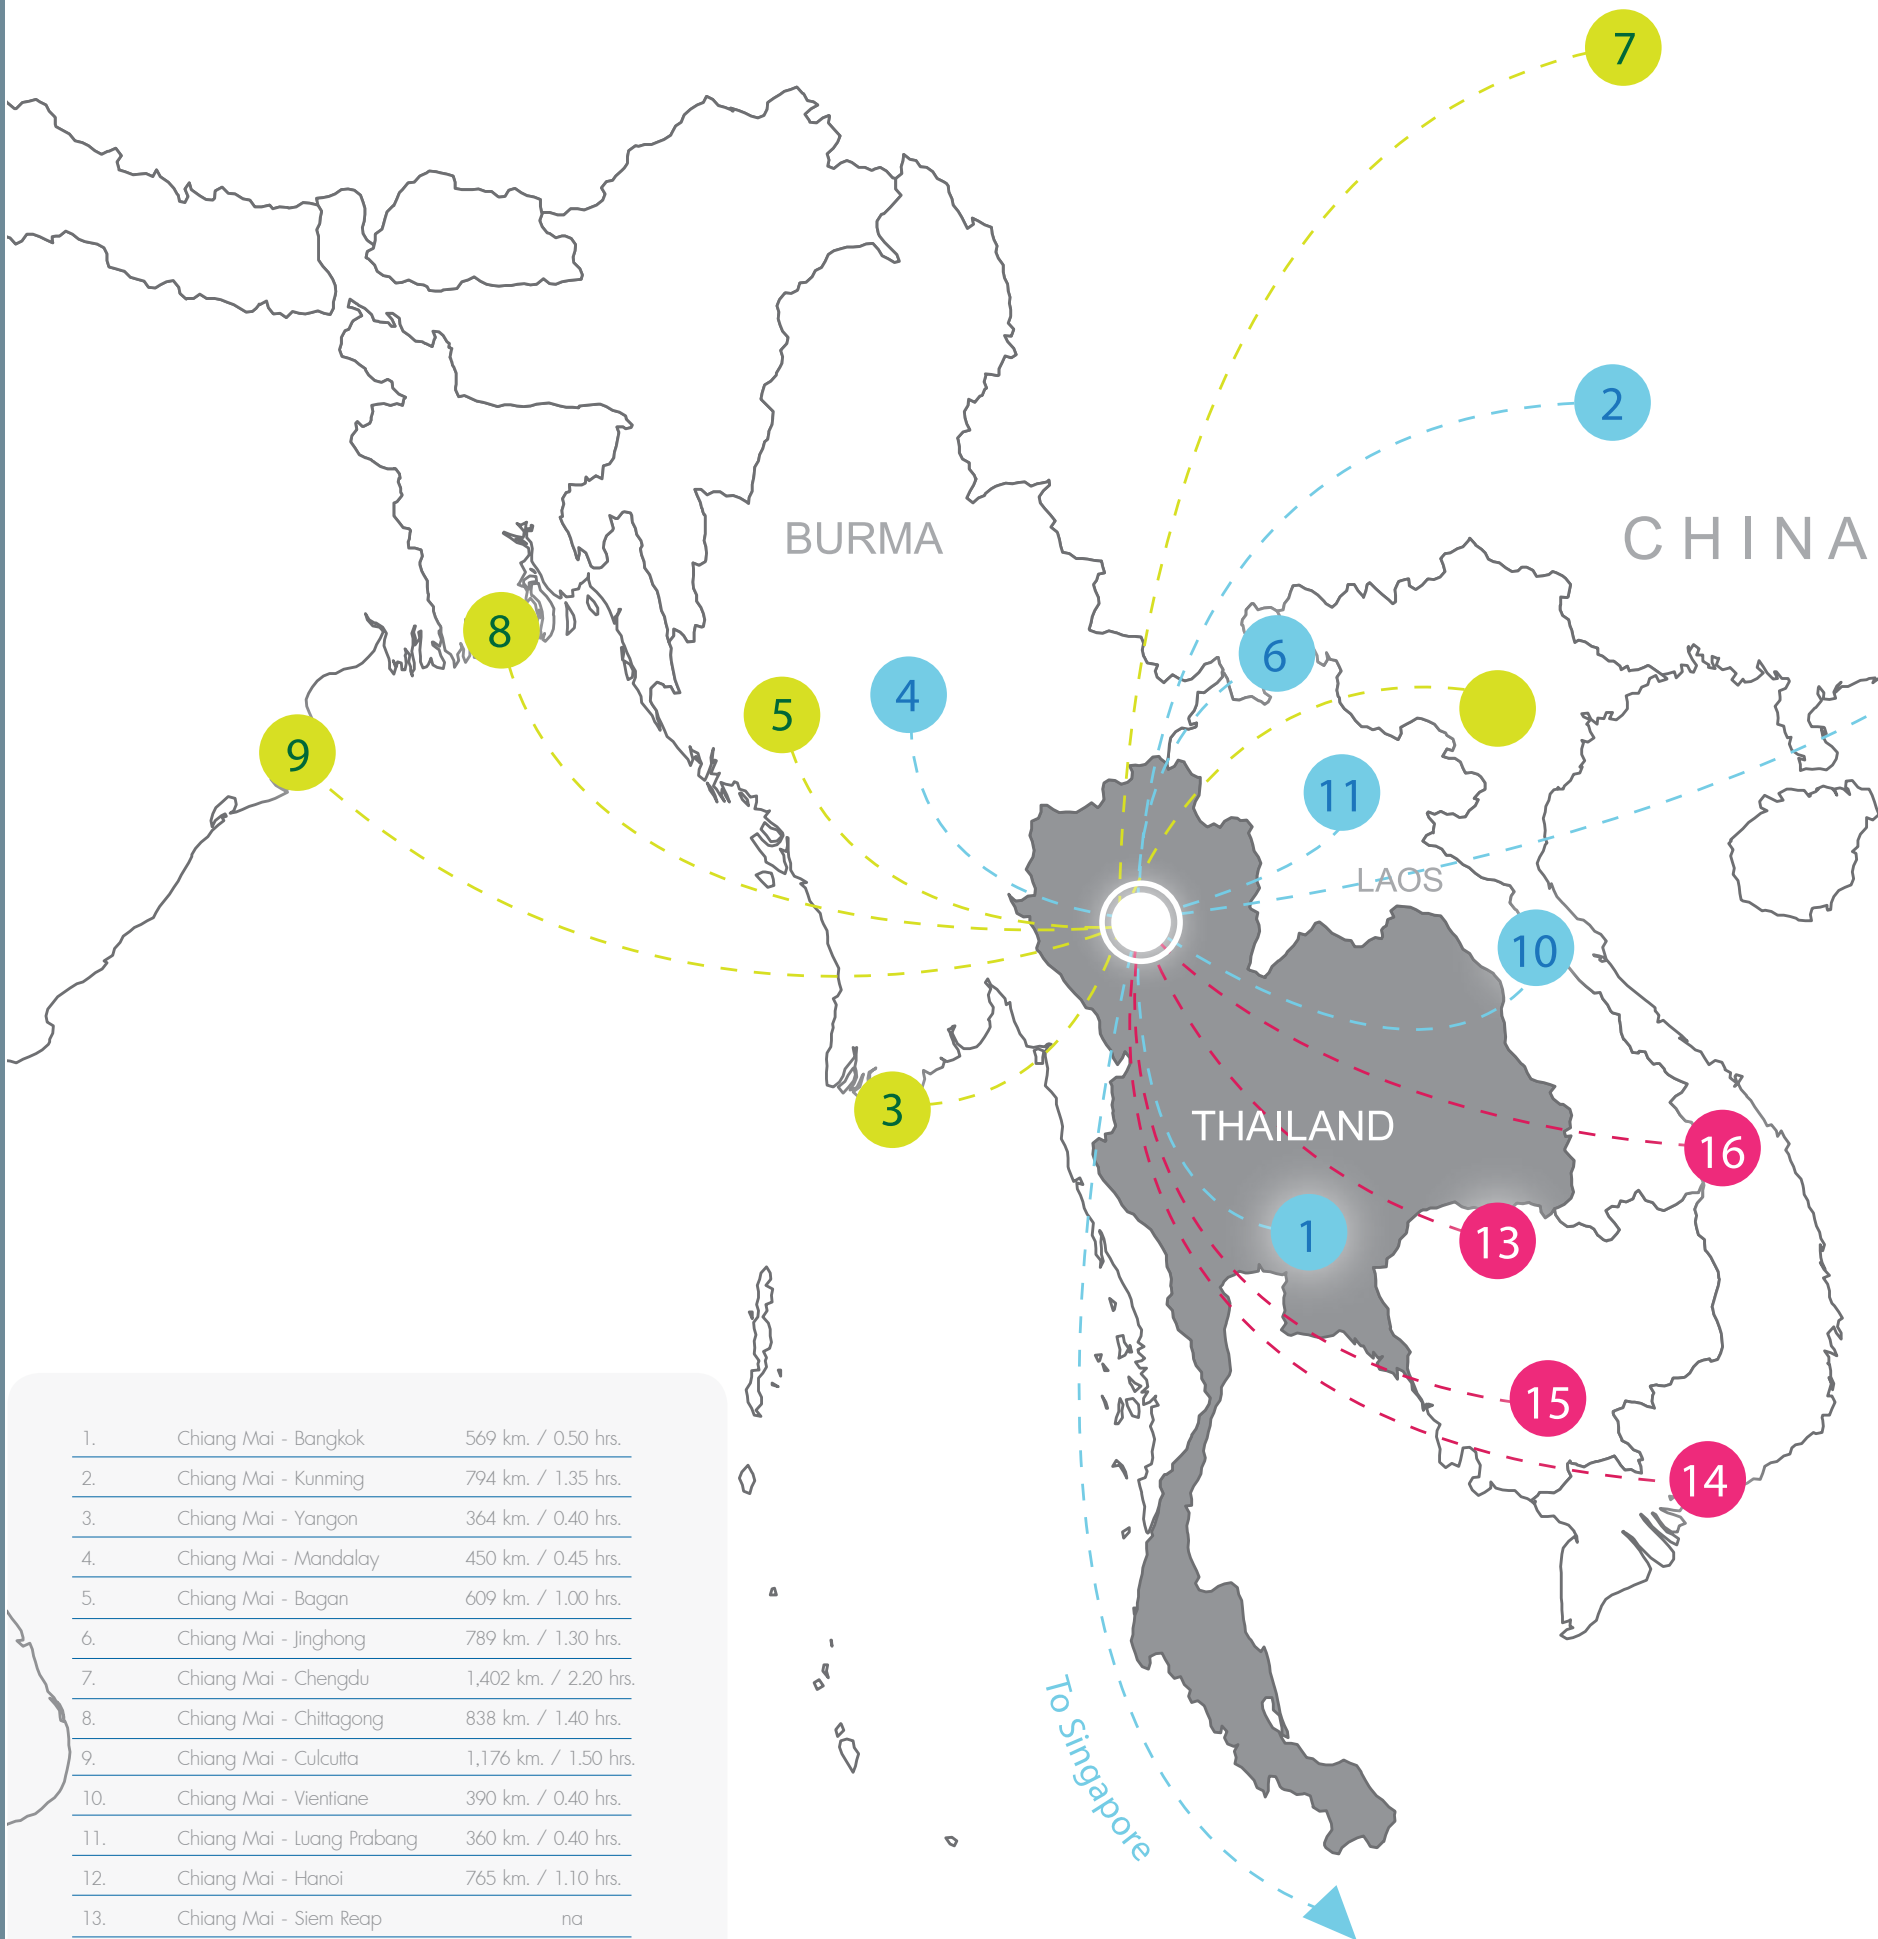 7
2
CHINA
BURMA
8
6
4
5
9
11
LAOS
10
3
THAILAND
16
1
13
15
14
To Singapore
1. Chiang Mai - Bangkok 569 km. / 0.50 hrs.
2. Chiang Mai - Kunming 794 km. / 1.35 hrs.
3. Chiang Mai - Yangon 364 km. / 0.40 hrs.
4. Chiang Mai - Mandalay 450 km. / 0.45 hrs.
5. Chiang Mai - Bagan 609 km. / 1.00 hrs.
6. Chiang Mai - Jinghong 789 km. / 1.30 hrs.
7. Chiang Mai - Chengdu 1,402 km. / 2.20 hrs.
8. Chiang Mai - Chittagong 838 km. / 1.40 hrs.
9. Chiang Mai - Culcutta 1,176 km. / 1.50 hrs.
10. Chiang Mai - Vientiane 390 km. / 0.40 hrs.
11. Chiang Mai - Luang Prabang 360 km. / 0.40 hrs.
12. Chiang Mai - Hanoi 765 km. / 1.10 hrs.
13. Chiang Mai - Siem Reap na